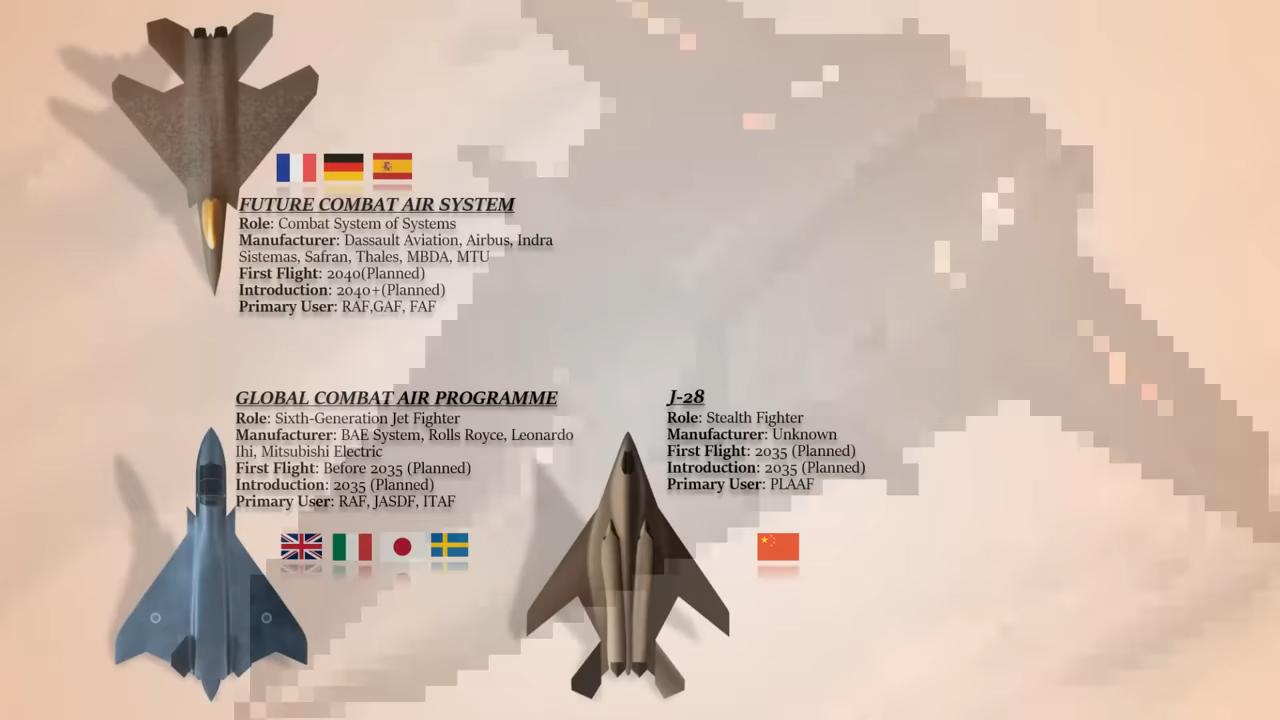 FUTURE COMBAT AIR SYSTEM
Role: Combat System of Systems
Manufacturer: Dassault Aviation, Airbus, Indra
Sistemas, Safran, Thales, MBDA, MTU
First Flight: 2040(Planned)
Introduction: 2040+(Planned)
Primary User: RAF,GAF, FAF
GLOBAL COMBAT AIR PROGRAMME
Role: Sixth-Generation Jet Fighter
Manufacturer: BAE System, Rolls Royce, Leonardo
Ihi, Mitsubishi Electric
First Flight: Before 2035 (Planned)
Introduction: 2035 (Planned)
Primary User: RAF, JASDF, ITAF
J-28
Role: Stealth Fighter
Manufacturer: Unknown
First Flight: 2035 (Planned)
Introduction: 2035 (Planned)
Primary User: PLAAF